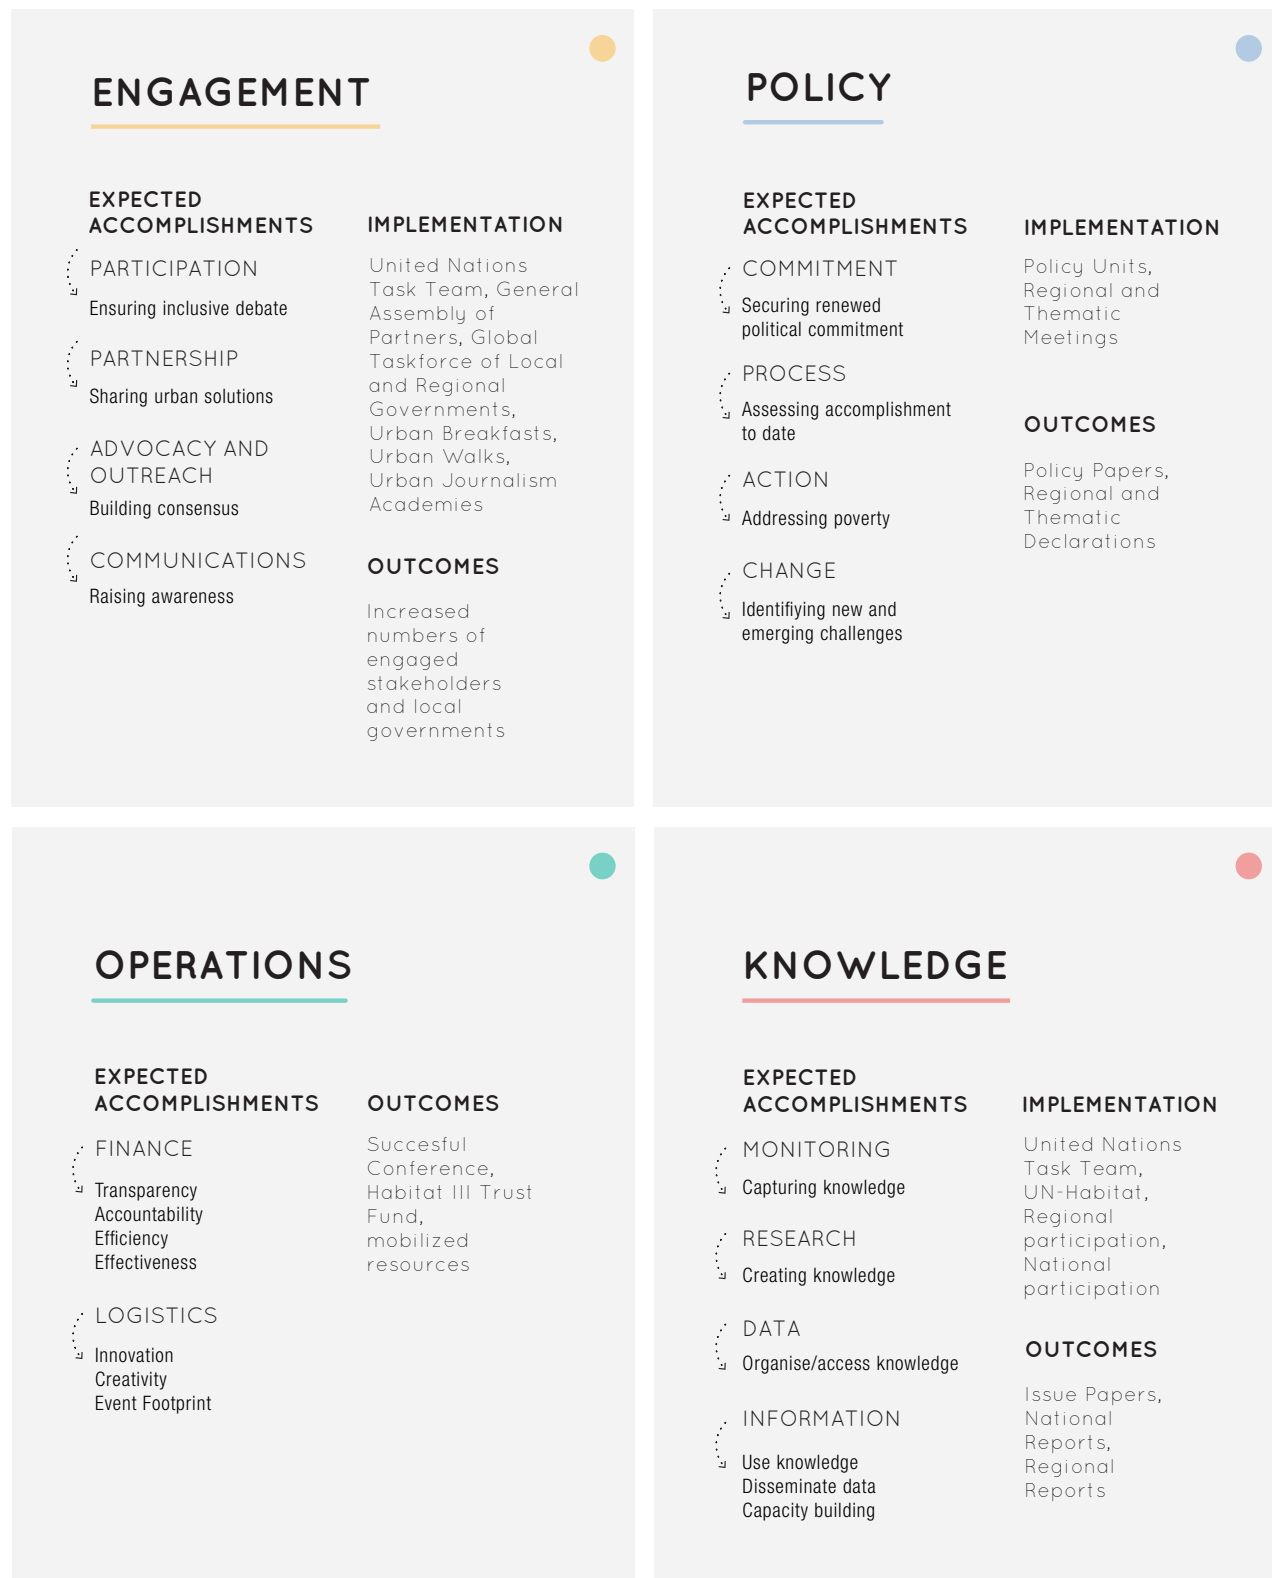 ENGAGEMENT
EXPECTED
ACCOMPLISHMENTS
PARTICIPATION
Ensuring inclusive debate
PARTNERSHIP
Sharing urban solutions
ADVOCACY AND
OUTREACH
Building consensus
COMMUNICATIONS
Raising awareness
IMPLEMENTATION
United Nations
Task Team, General
Assembly of
Partners, Global
Taskforce of Local
and Regional
Governments,
Urban Breakfasts,
Urban Walks,
Urban Journalism
Academies
OUTCOMES
Increased
numbers of
engaged
stakeholders
and local
governments
POLICY
EXPECTED
ACCOMPLISHMENTS
COMMITMENT
Securing renewed
political commitment
PROCESS
Assessing accomplishment
to date
ACTION
Addressing poverty
CHANGE
Identifiying new and
emerging challenges
IMPLEMENTATION
Policy Units,
Regional and
Thematic
Meetings
OUTCOMES
Policy Papers,
Regional and
Thematic
Declarations
OPERATIONS
EXPECTED
ACCOMPLISHMENTS
FINANCE
Transparency
Accountability
Efficiency
Effectiveness
LOGISTICS
Innovation
Creativity
Event Footprint
OUTCOMES
Succesful
Conference,
Habitat III Trust
Fund,
mobilized
resources
KNOWLEDGE
EXPECTED
ACCOMPLISHMENTS
MONITORING
Capturing knowledge
RESEARCH
Creating knowledge
DATA
Organise/access knowledge
INFORMATION
Use knowledge
Disseminate data
Capacity building
IMPLEMENTATION
United Nations
Task Team,
UN-Habitat,
Regional
participation,
National
participation
OUTCOMES
Issue Papers,
National
Reports,
Regional
Reports